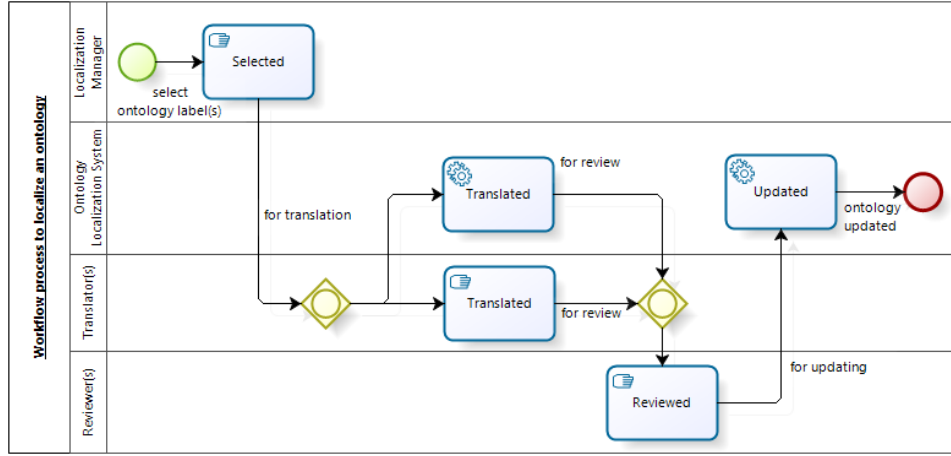 Workflow process to localize an ontology
Localization
Manager
Selected
select
ontology label(s)
Ontology
Localization System
for translation
Translated
for review
Updated
ontology
updated
Translator(s)
Translated
for review
Reviewer(s)
Reviewed
for updating